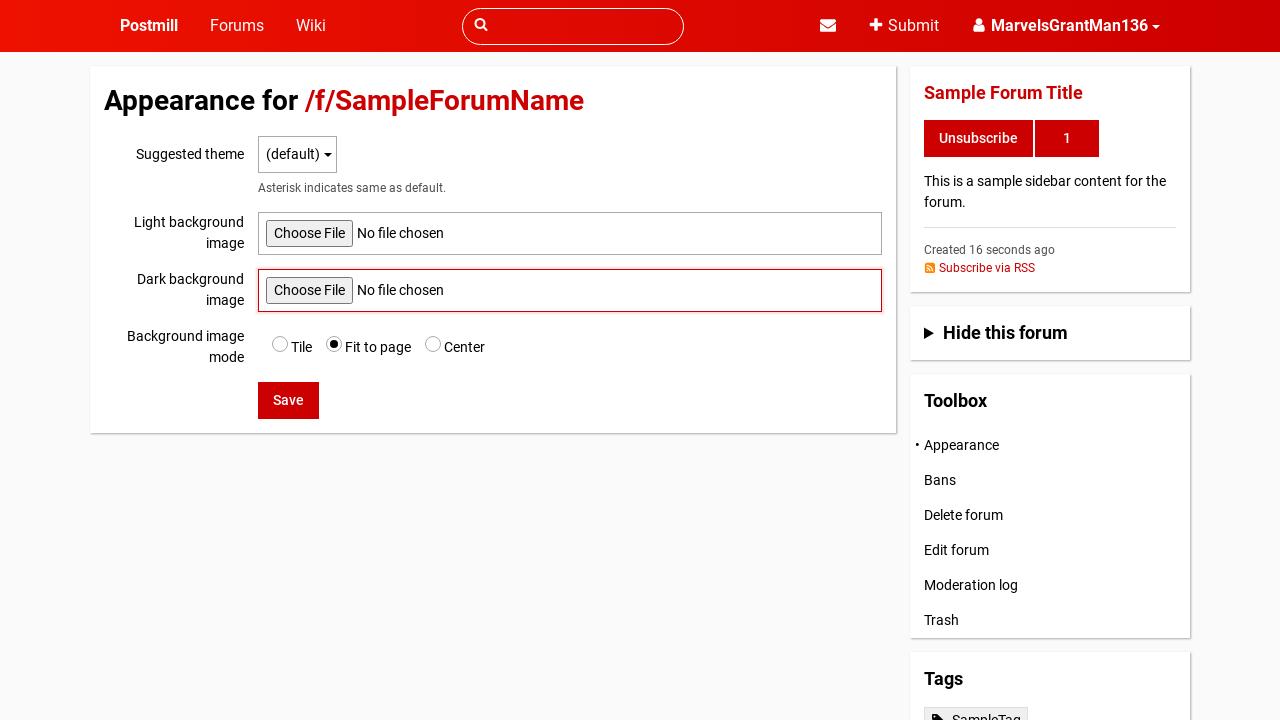 Postmill
Forums
Wiki
Submit
MarvelsGrantMan136
Appearance for /f/SampleForumName
Suggested theme
(default)
Asterisk indicates same as default.
Light background
image
Choose File No file chosen
Dark background
image
Choose File No file chosen
Background image
mode
Tile
Fit to page
Center
Save
Sample Forum Title
Unsubscribe
1
This is a sample sidebar content for the
forum.
Created 16 seconds ago
Subscribe via RSS
Hide this forum
Toolbox
• Appearance
Bans
Delete forum
Edit forum
Moderation log
Trash
Tags
SampleTag